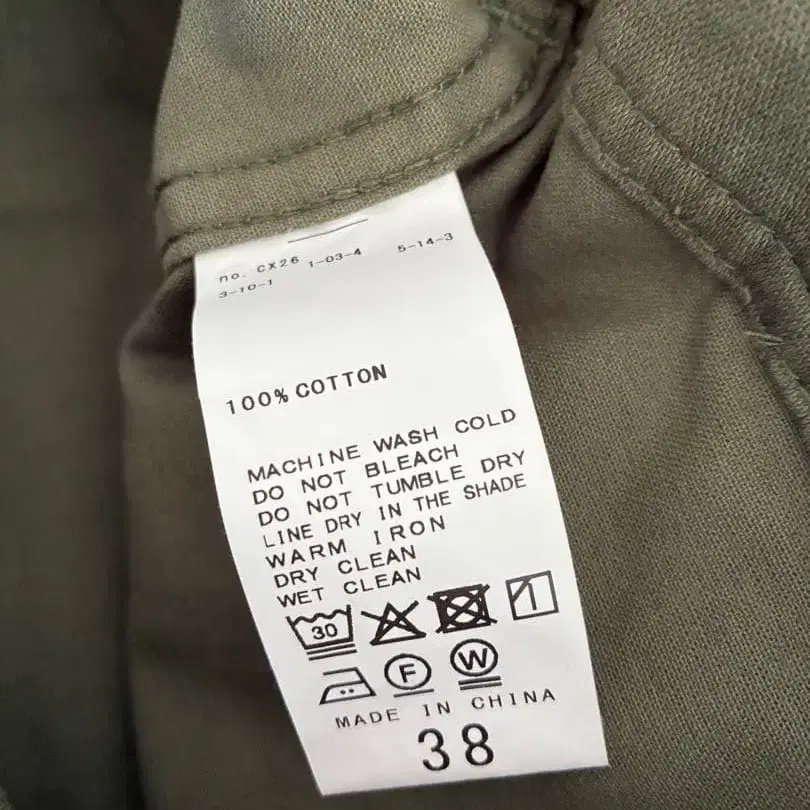 no. CX26 1-03-4 5-14-3
3-10-1
100% COTTON
MACHINE WASH COLD
DO NOT BLEACH
DO NOT TUMBLE DRY
LINE DRY IN THE SHADE
WARM IRON
DRY CLEAN
WET CLEAN
30
F W
MADE IN CHINA
38